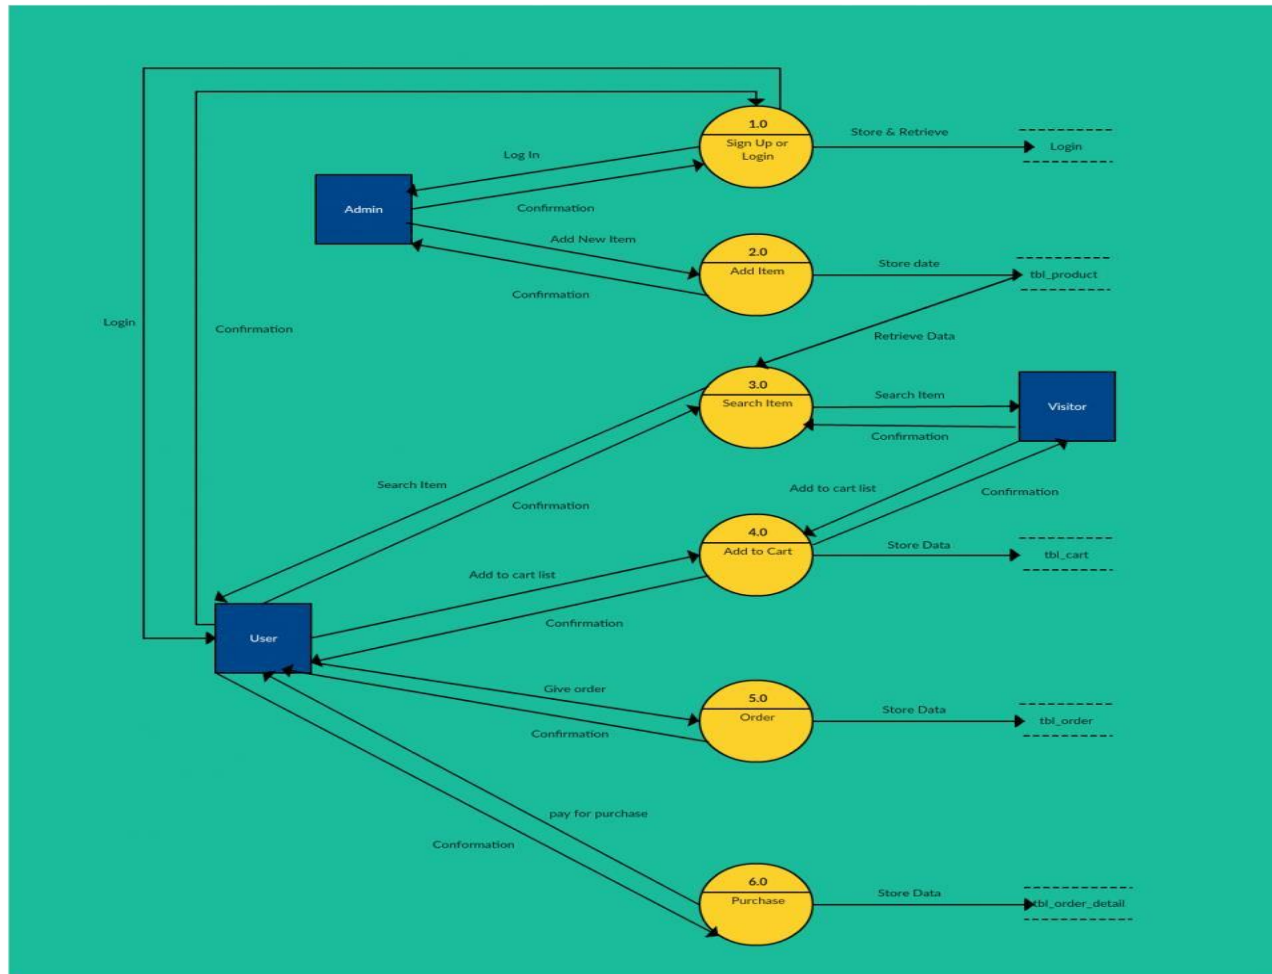 1.0
Sign Up or
Login
Store & Retrieve
Login
Log In
Admin
Confirmation
Add New Item
2.0
Add Item
Store date
tbl_product
Confirmation
Login
Confirmation
Retrieve Data
3.0
Search Item
Search Item
Visitor
Confirmation
Search Item
Confirmation
Add to cart list
Confirmation
4.0
Add to Cart
Store Data
tbl_cart
Add to cart list
Confirmation
User
Give order
5.0
Order
Store Data
tbl_order
Confirmation
pay for purchase
Conformation
6.0
Purchase
Store Data
tbl_order_detail